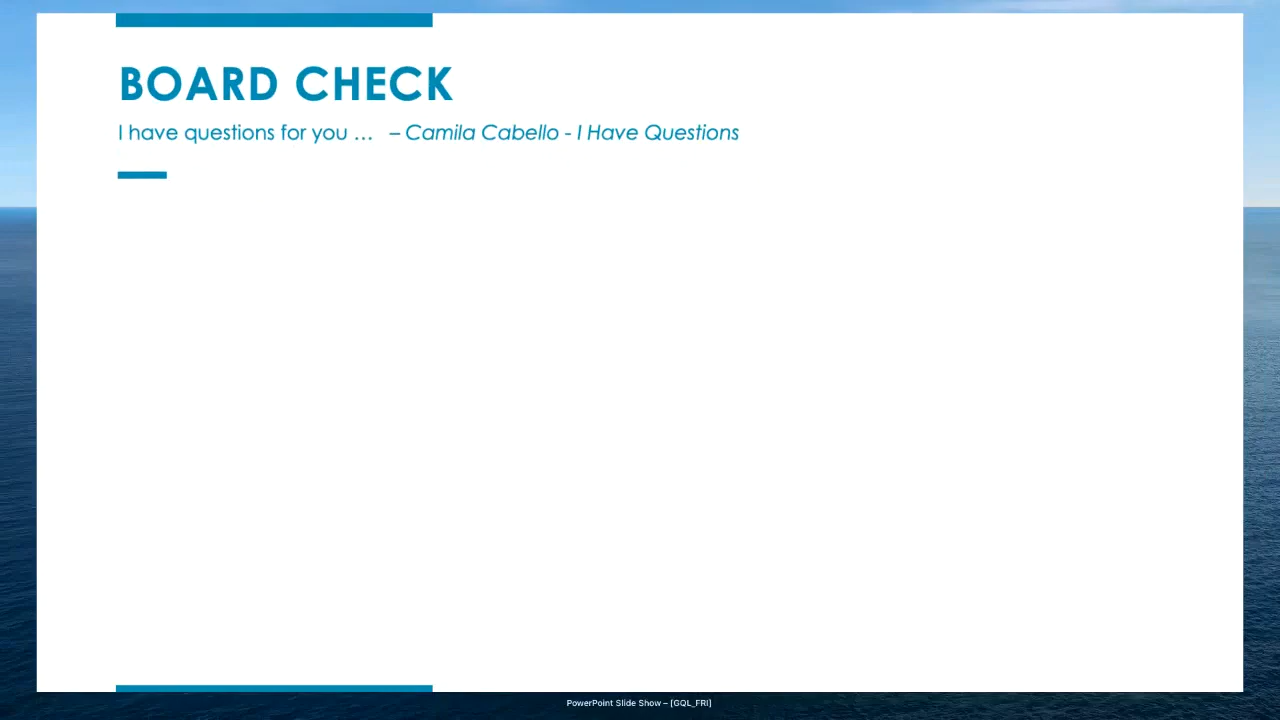 BOARD CHECK
I have questions for you … – Camila Cabello - I Have Questions
PowerPoint Slide Show – [GQL_FRI]